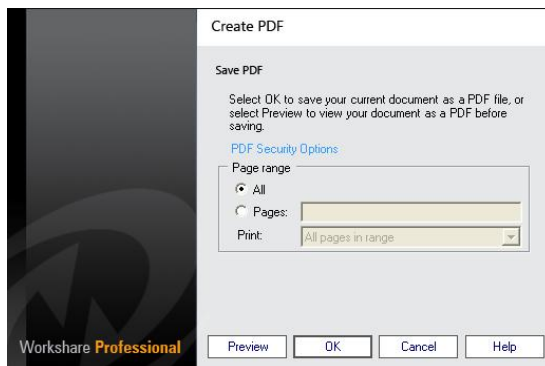 Create PDF
Save PDF
Select OK to save your current document as a PDF file, or
select Preview to view your document as a PDF before
saving.
PDF Security Options
Page range
All
Pages:
Print:
All pages in range
Workshare Professional
Preview
OK
Cancel
Help